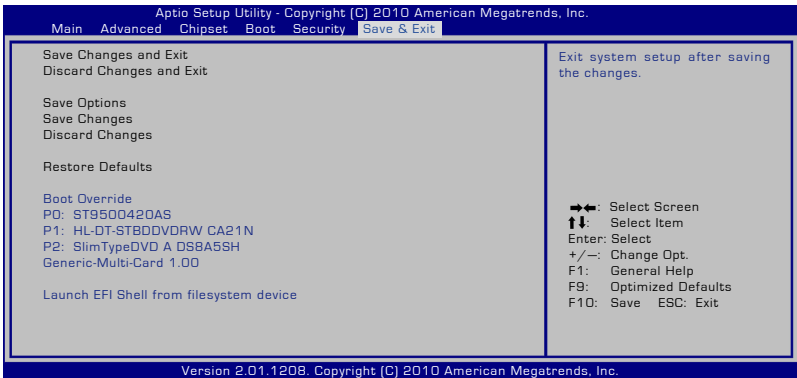 Aptio Setup Utility - Copyright (C) 2010 American Megatrends, Inc.
Main Advanced Chipset Boot Security Save & Exit
Save Changes and Exit
Discard Changes and Exit
Save Options
Save Changes
Discard Changes
Restore Defaults
Boot Override
P0: ST9500420AS
P1: HL-DT-STBDDVDRW CA21N
P2: SlimTypeDVD A DS8A5SH
Generic-Multi-Card 1.00
Launch EFI Shell from filesystem device
Exit system setup after saving
the changes.
➡⬅: Select Screen
⬆⬇: Select Item
Enter: Select
+/—: Change Opt.
F1: General Help
F9: Optimized Defaults
F10: Save ESC: Exit
Version 2.01.1208. Copyright (C) 2010 American Megatrends, Inc.